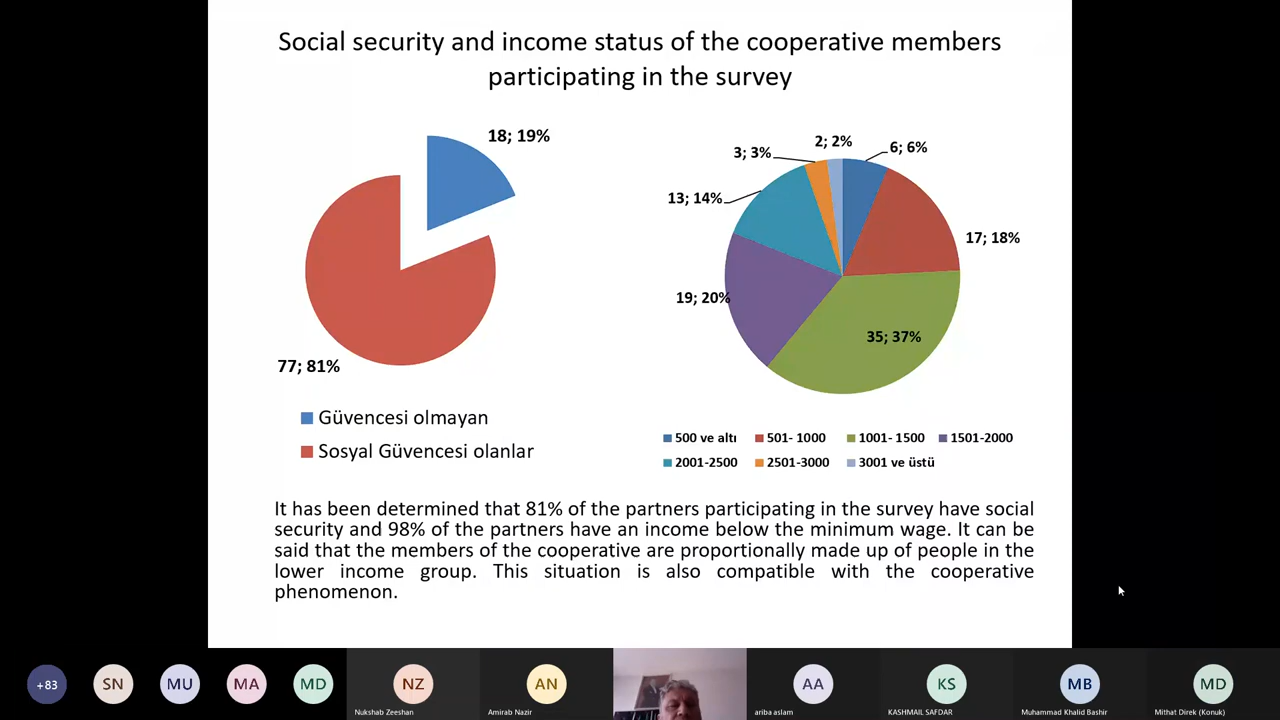 Social security and income status of the cooperative members
participating in the survey
18; 19%
77; 81%
Güvencesi olmayan
Sosyal Güvencesi olanlar
2; 2%
6; 6%
3; 3%
13; 14%
17; 18%
19; 20%
35; 37%
500 ve altı 501- 1000 1001- 1500 1501-2000
2001-2500 2501-3000 3001 ve üstü
It has been determined that 81% of the partners participating in the survey have social
security and 98% of the partners have an income below the minimum wage. It can be
said that the members of the cooperative are proportionally made up of people in the
lower income group. This situation is also compatible with the cooperative
phenomenon.
+83 SN MU MA MD NZ AN AA KS MB MD
Nukshab Zeeshan Amirab Nazir ariba aslam KASHMAIL SAFDAR Muhammad Khalid Bashir Mithat Direk (Konuk)